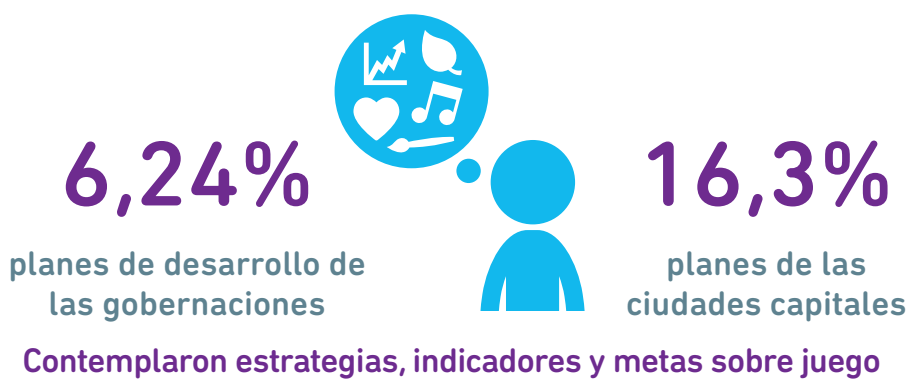 6,24%
planes de desarrollo de
las gobernaciones
16,3%
planes de las
ciudades capitales
Contemplaron estrategias, indicadores y metas sobre juego